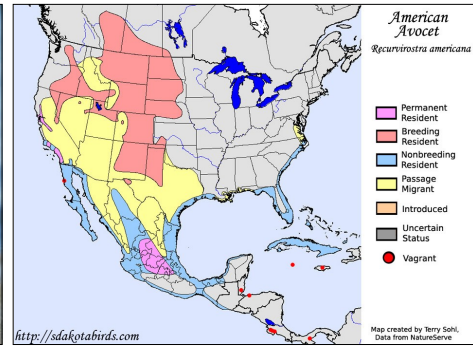 American
Avocet
Recurvirostra americana
Permanent
Resident
Breeding
Resident
Nonbreeding
Resident
Passage
Migrant
Introduced
Uncertain
Status
Vagrant
http://sdakotabirds.com
Map created by Terry Sohl,
Data from NatureServe